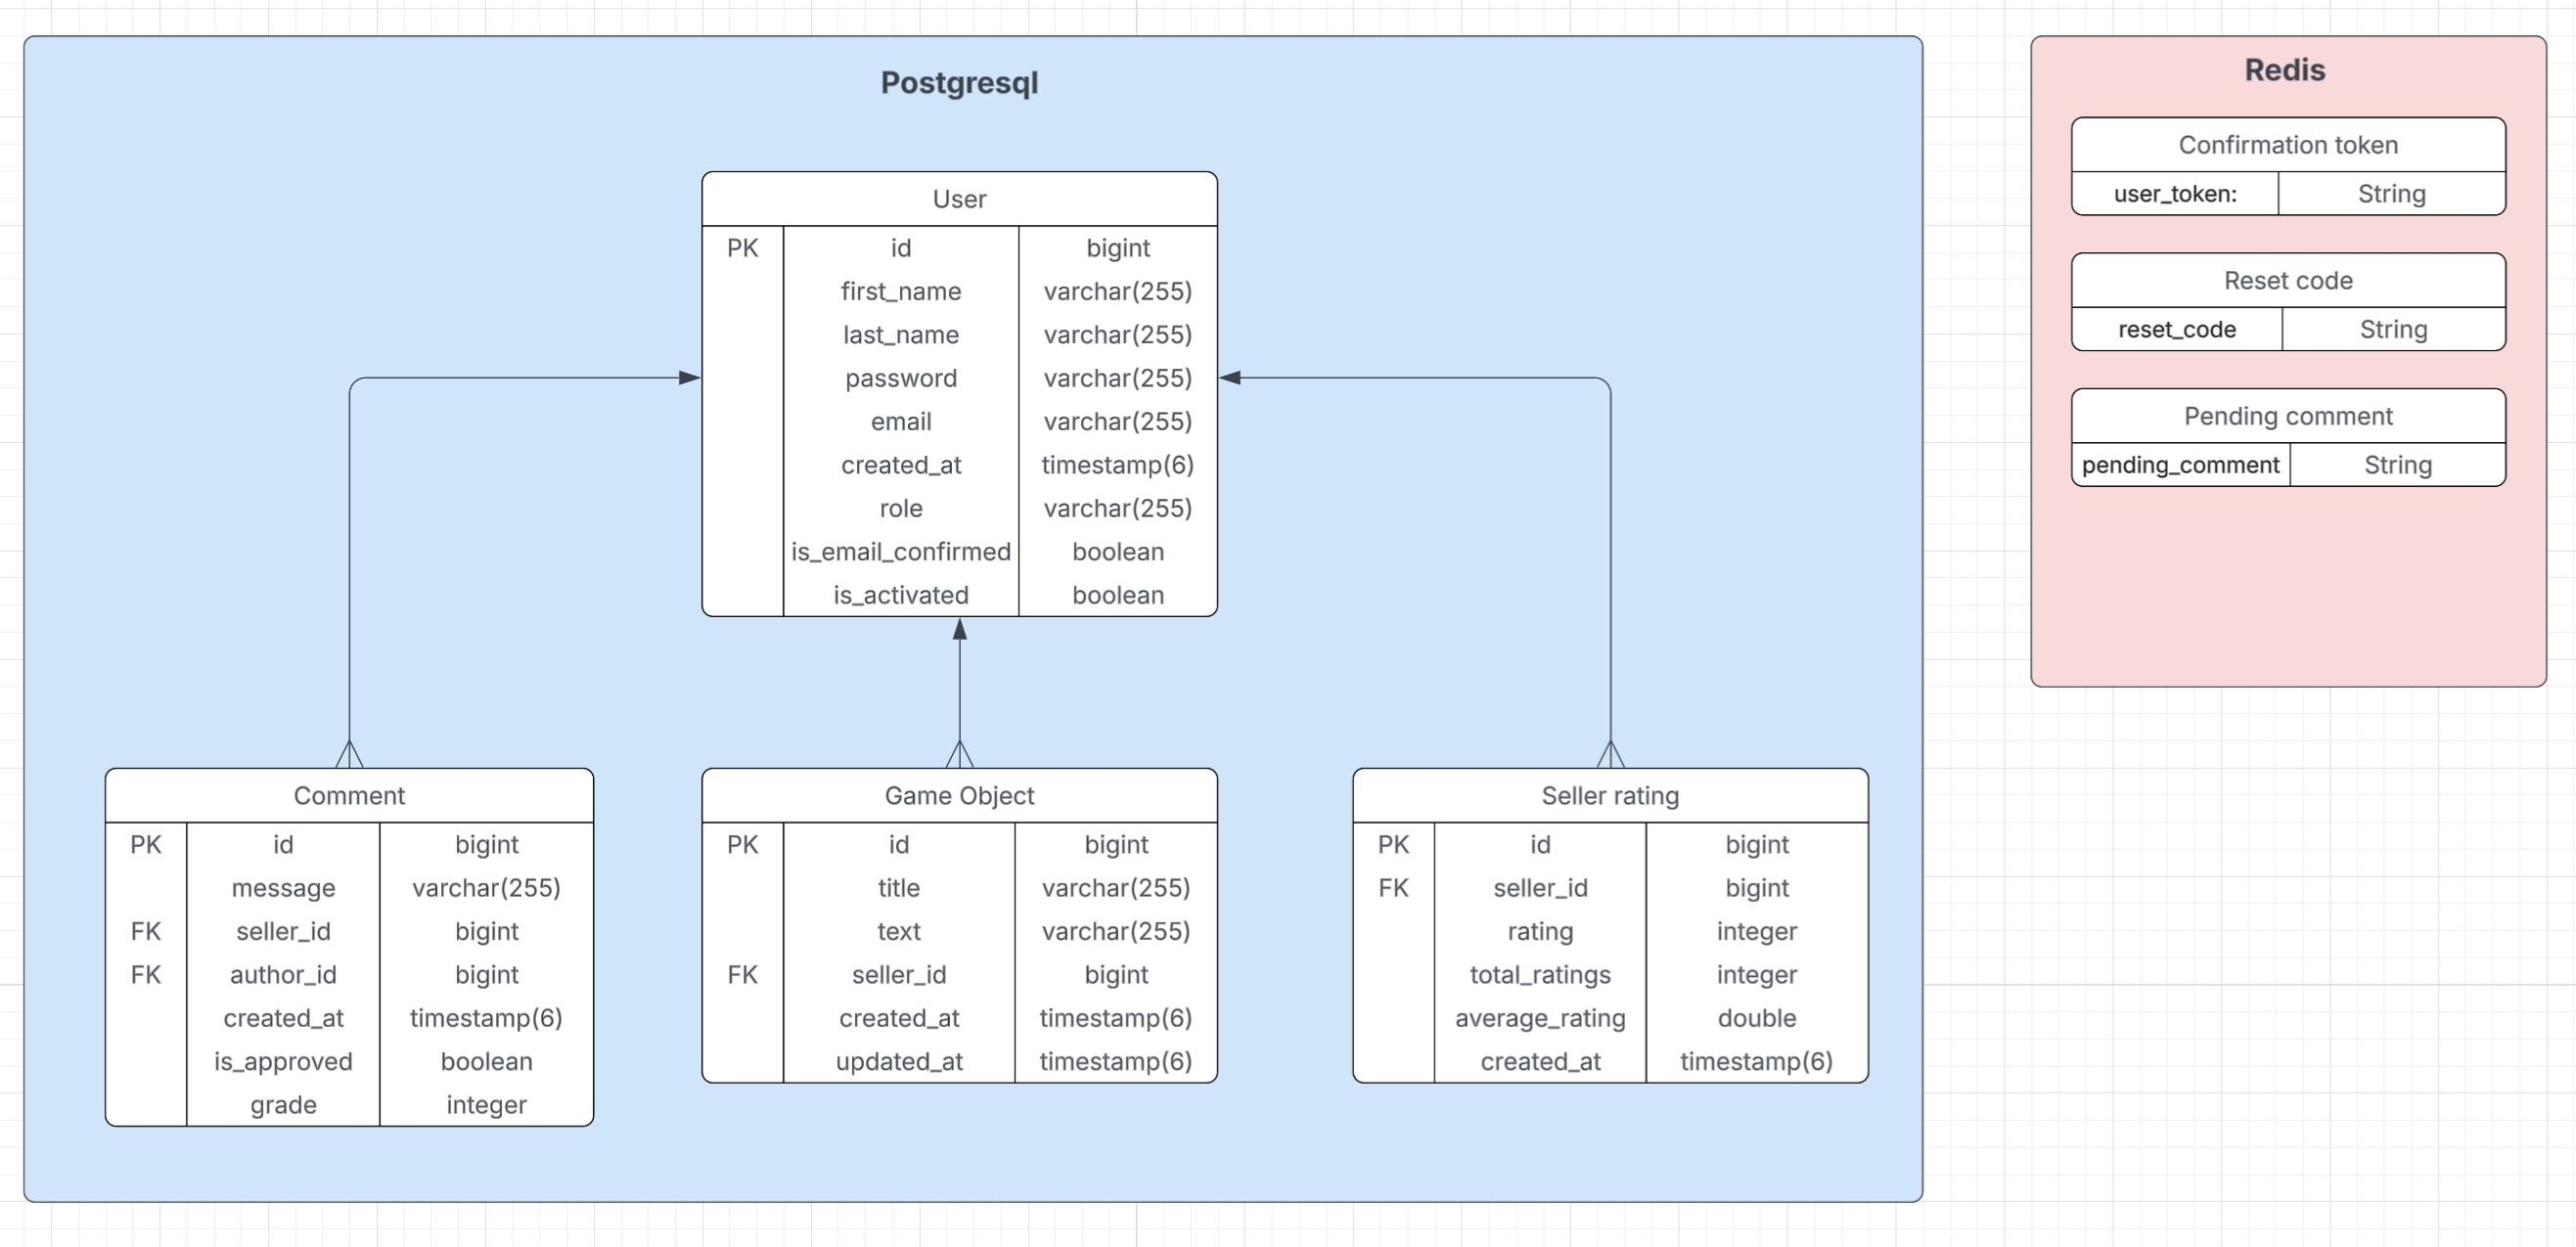 Postgresql
User
PK id bigint
first_name varchar(255)
last_name varchar(255)
password varchar(255)
email varchar(255)
created_at timestamp(6)
role varchar(255)
is_email_confirmed boolean
is_activated boolean
Comment
PK id bigint
message varchar(255)
FK seller_id bigint
FK author_id bigint
created_at timestamp(6)
is_approved boolean
grade integer
Game Object
PK id bigint
title varchar(255)
text varchar(255)
FK seller_id bigint
created_at timestamp(6)
updated_at timestamp(6)
Seller rating
PK id bigint
FK seller_id bigint
rating integer
total_ratings integer
average_rating double
created_at timestamp(6)
Redis
Confirmation token
user_token: String
Reset code
reset_code String
Pending comment
pending_comment String